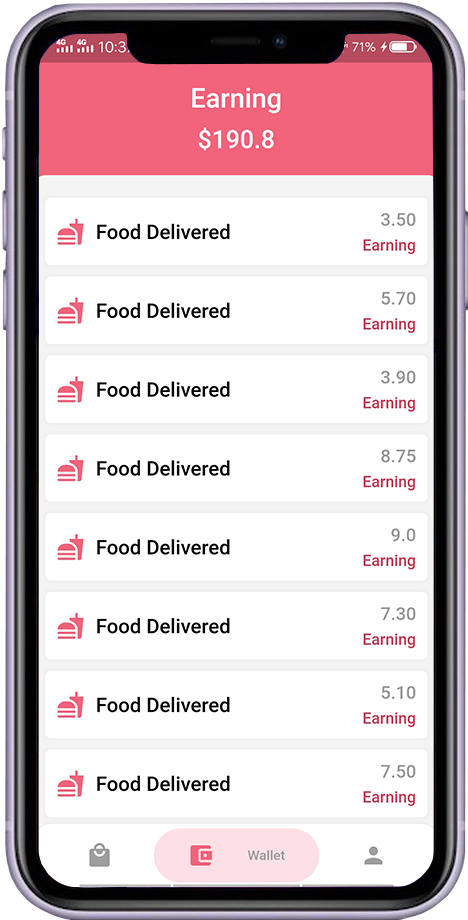 4G 4G 10:3
71%
Earning
$190.8
Food Delivered
3.50
Earning
Food Delivered
5.70
Earning
Food Delivered
3.90
Earning
Food Delivered
8.75
Earning
Food Delivered
9.0
Earning
Food Delivered
7.30
Earning
Food Delivered
5.10
Earning
Food Delivered
7.50
Earning
Wallet